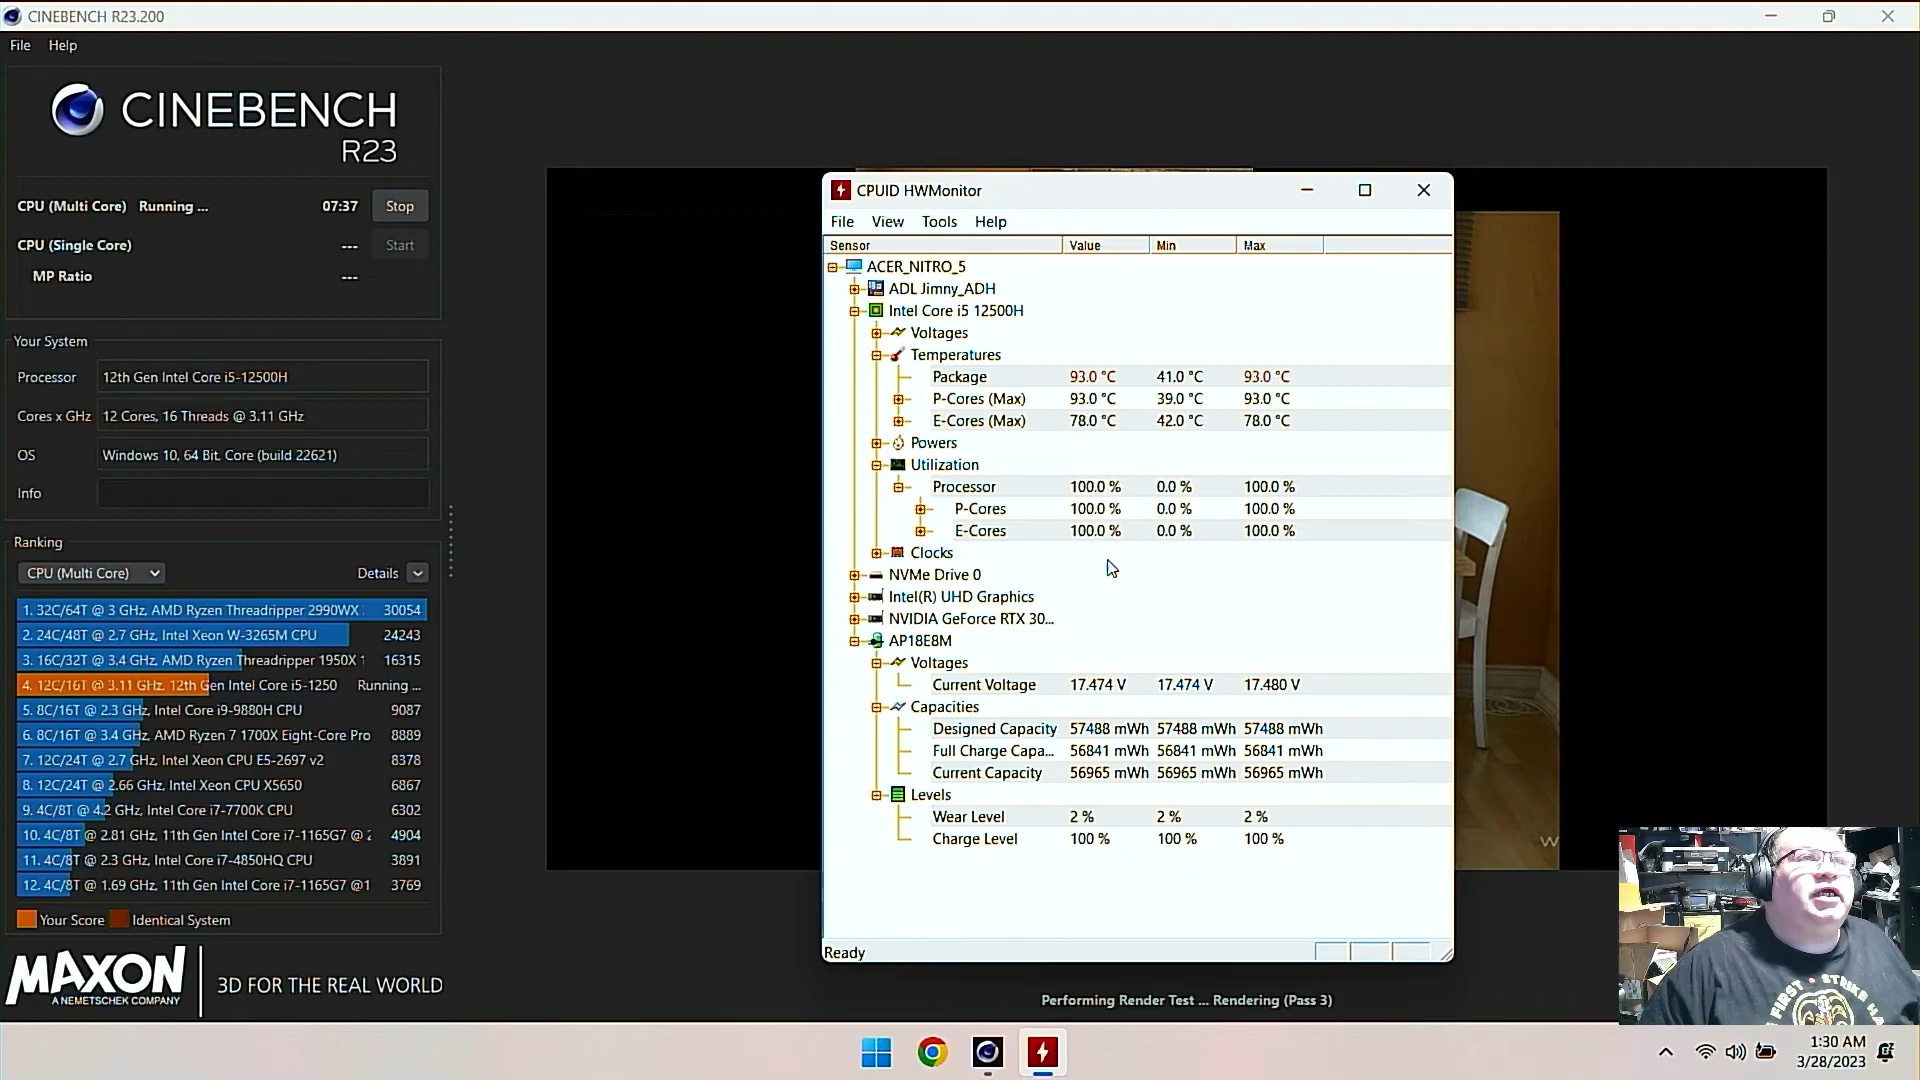 CINEBENCH R23.200
File Help
CINEBENCH
R23
CPU (Multi Core) Running ... 07:37 Stop
CPU (Single Core) --- Start
MP Ratio ---
Your System
Processor 12th Gen Intel Core i5-12500H
Cores x GHz 12 Cores, 16 Threads @ 3.11 GHz
OS Windows 10, 64 Bit, Core (build 22621)
Info
Ranking
CPU (Multi Core) Details
1. 32C/64T @ 3 GHz, AMD Ryzen Threadripper 2990WX 30054
2. 24C/48T @ 2.7 GHz, Intel Xeon W-3265M CPU 24243
3. 16C/32T @ 3.4 GHz, AMD Ryzen Threadripper 1950X 16315
4. 12C/16T @ 3.11 GHz, 12th Gen Intel Core i5-1250 Running ...
5. 8C/16T @ 2.3 GHz, Intel Core i9-9880H CPU 9087
6. 8C/16T @ 3.4 GHz, AMD Ryzen 7 1700X Eight-Core Pro 8889
7. 12C/24T @ 2.7 GHz, Intel Xeon CPU E5-2697 v2 8378
8. 12C/24T @ 2.66 GHz, Intel Xeon CPU X5650 6867
9. 4C/8T @ 4.2 GHz, Intel Core i7-7700K CPU 6302
10. 4C/8T @ 2.81 GHz, 11th Gen Intel Core i7-1165G7 @ 2 4904
11. 4C/8T @ 2.3 GHz, Intel Core i7-4850HQ CPU 3891
12. 4C/8T @ 1.69 GHz, 11th Gen Intel Core i7-1165G7 @1 3769
Your Score Identical System
MAXON
A NEMETSCHEK COMPANY
3D FOR THE REAL WORLD
CPUID HWMonitor
File View Tools Help
Sensor Value Min Max
ACER_NITRO_5
ADL Jimny_ADH
Intel Core i5 12500H
Voltages
Temperatures
Package 93.0 °C 41.0 °C 93.0 °C
P-Cores (Max) 93.0 °C 39.0 °C 93.0 °C
E-Cores (Max) 78.0 °C 42.0 °C 78.0 °C
Powers
Utilization
Processor 100.0 % 0.0 % 100.0 %
P-Cores 100.0 % 0.0 % 100.0 %
E-Cores 100.0 % 0.0 % 100.0 %
Clocks
NVMe Drive 0
Intel(R) UHD Graphics
NVIDIA GeForce RTX 30...
AP18E8M
Voltages
Current Voltage 17.474 V 17.474 V 17.480 V
Capacities
Designed Capacity 57488 mWh 57488 mWh 57488 mWh
Full Charge Capa... 56841 mWh 56841 mWh 56841 mWh
Current Capacity 56965 mWh 56965 mWh 56965 mWh
Levels
Wear Level 2 % 2 % 2 %
Charge Level 100 % 100 % 100 %
Ready
Performing Render Test ... Rendering (Pass 3)
1:30 AM
3/28/2023